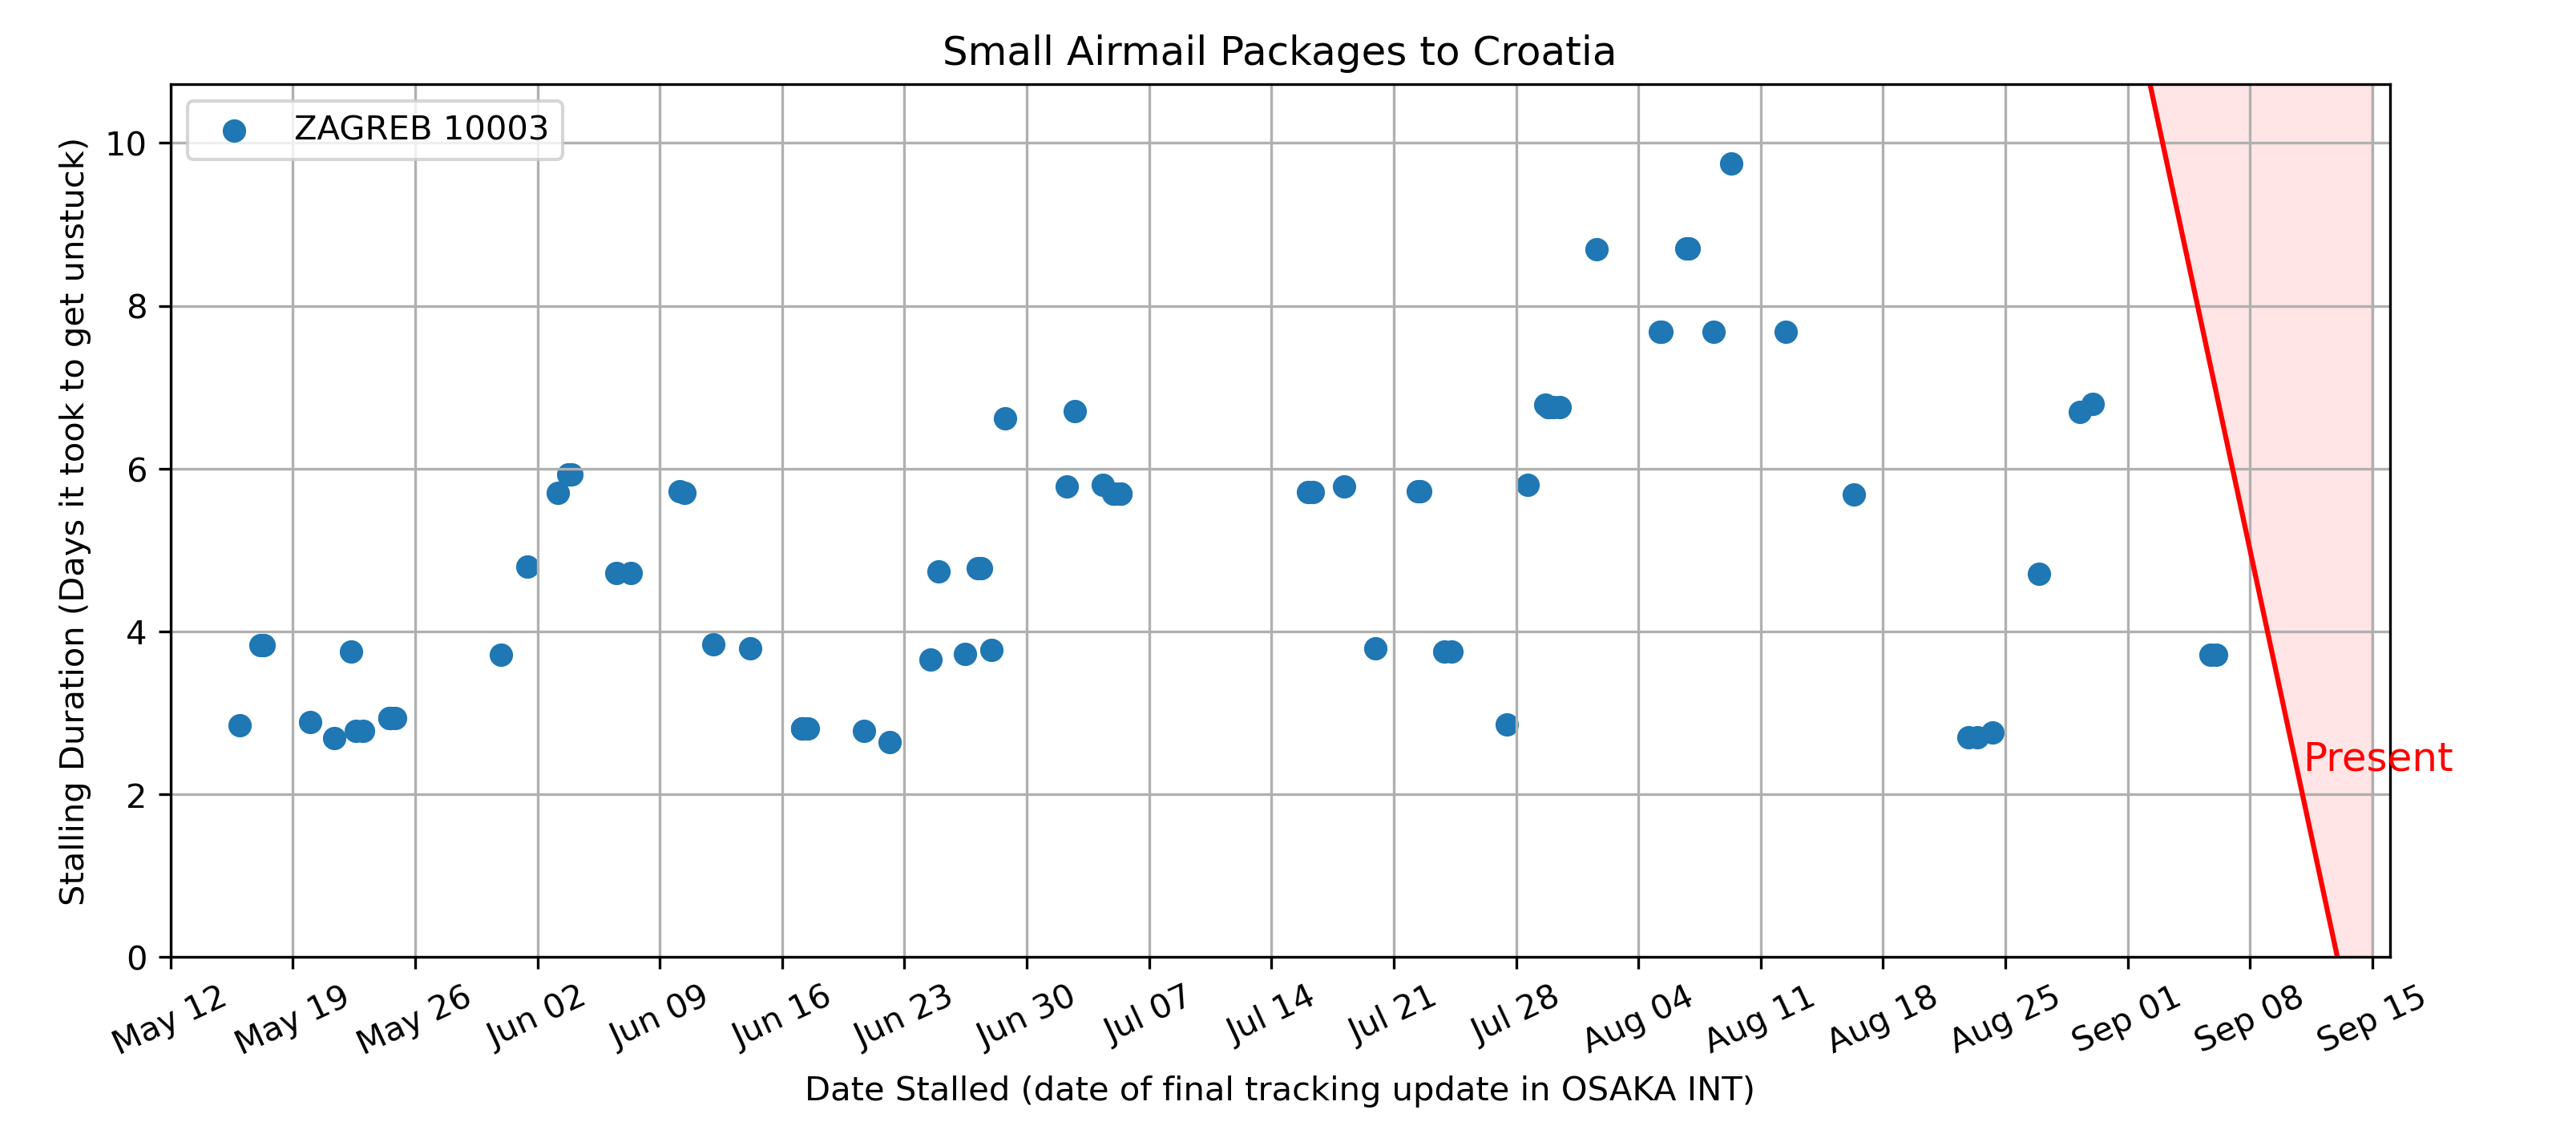 Small Airmail Packages to Croatia
ZAGREB 10003
Stalling Duration (Days it took to get unstuck)
10
8
6
4
2
0
Present
May 12 May 19 May 26 Jun 02 Jun 09 Jun 16 Jun 23 Jun 30 Jul 07 Jul 14 Jul 21 Jul 28 Aug 04 Aug 11 Aug 18 Aug 25 Sep 01 Sep 08 Sep 15
Date Stalled (date of final tracking update in OSAKA INT)